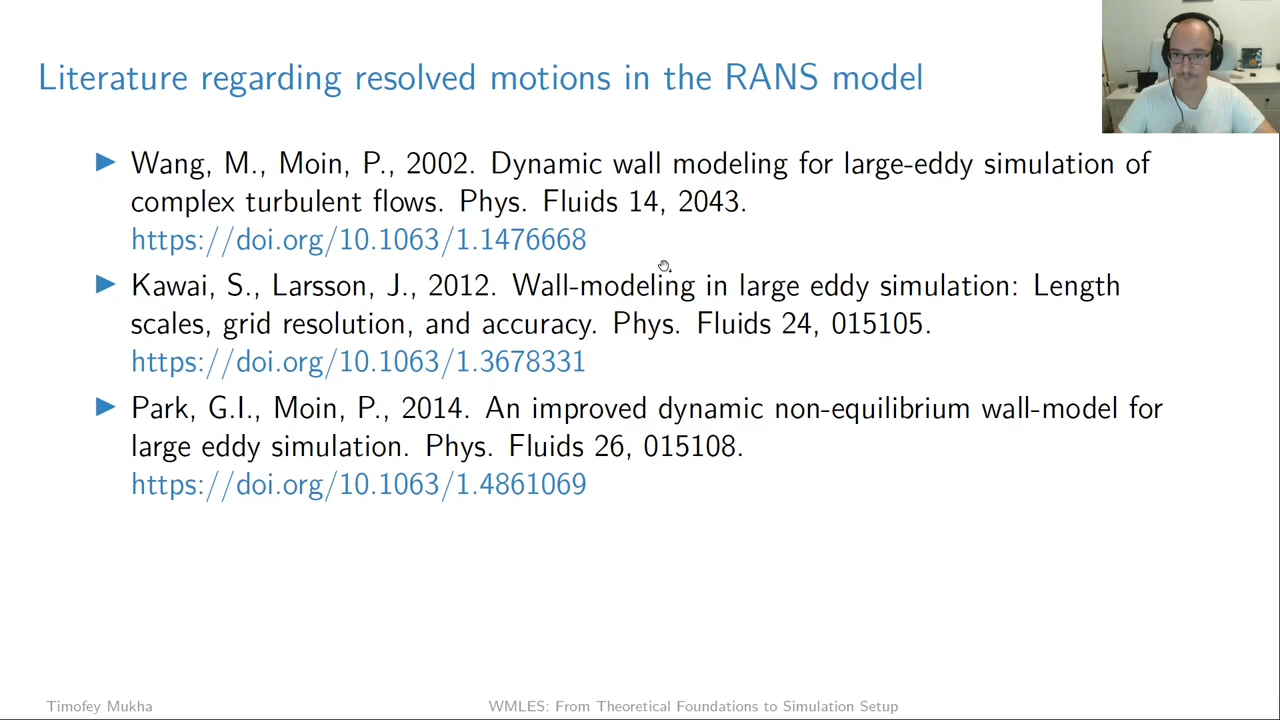 Literature regarding resolved motions in the RANS model
Wang, M., Moin, P., 2002. Dynamic wall modeling for large-eddy simulation of
complex turbulent flows. Phys. Fluids 14, 2043.
https://doi.org/10.1063/1.1476668
Kawai, S., Larsson, J., 2012. Wall-modeling in large eddy simulation: Length
scales, grid resolution, and accuracy. Phys. Fluids 24, 015105.
https://doi.org/10.1063/1.3678331
Park, G.I., Moin, P., 2014. An improved dynamic non-equilibrium wall-model for
large eddy simulation. Phys. Fluids 26, 015108.
https://doi.org/10.1063/1.4861069
Timofey Mukha
WMLES: From Theoretical Foundations to Simulation Setup